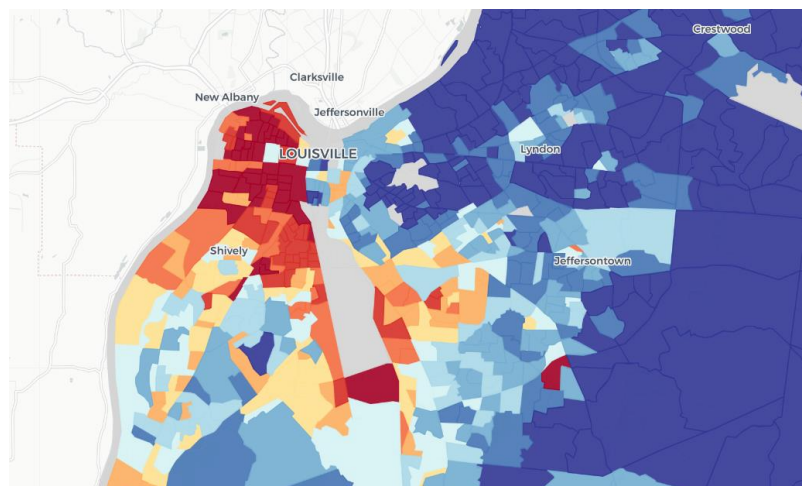 Crestwood
Clarksville
New Albany
Jeffersonville
LOUISVILLE
Lyndon
Shively
Jeffersontown